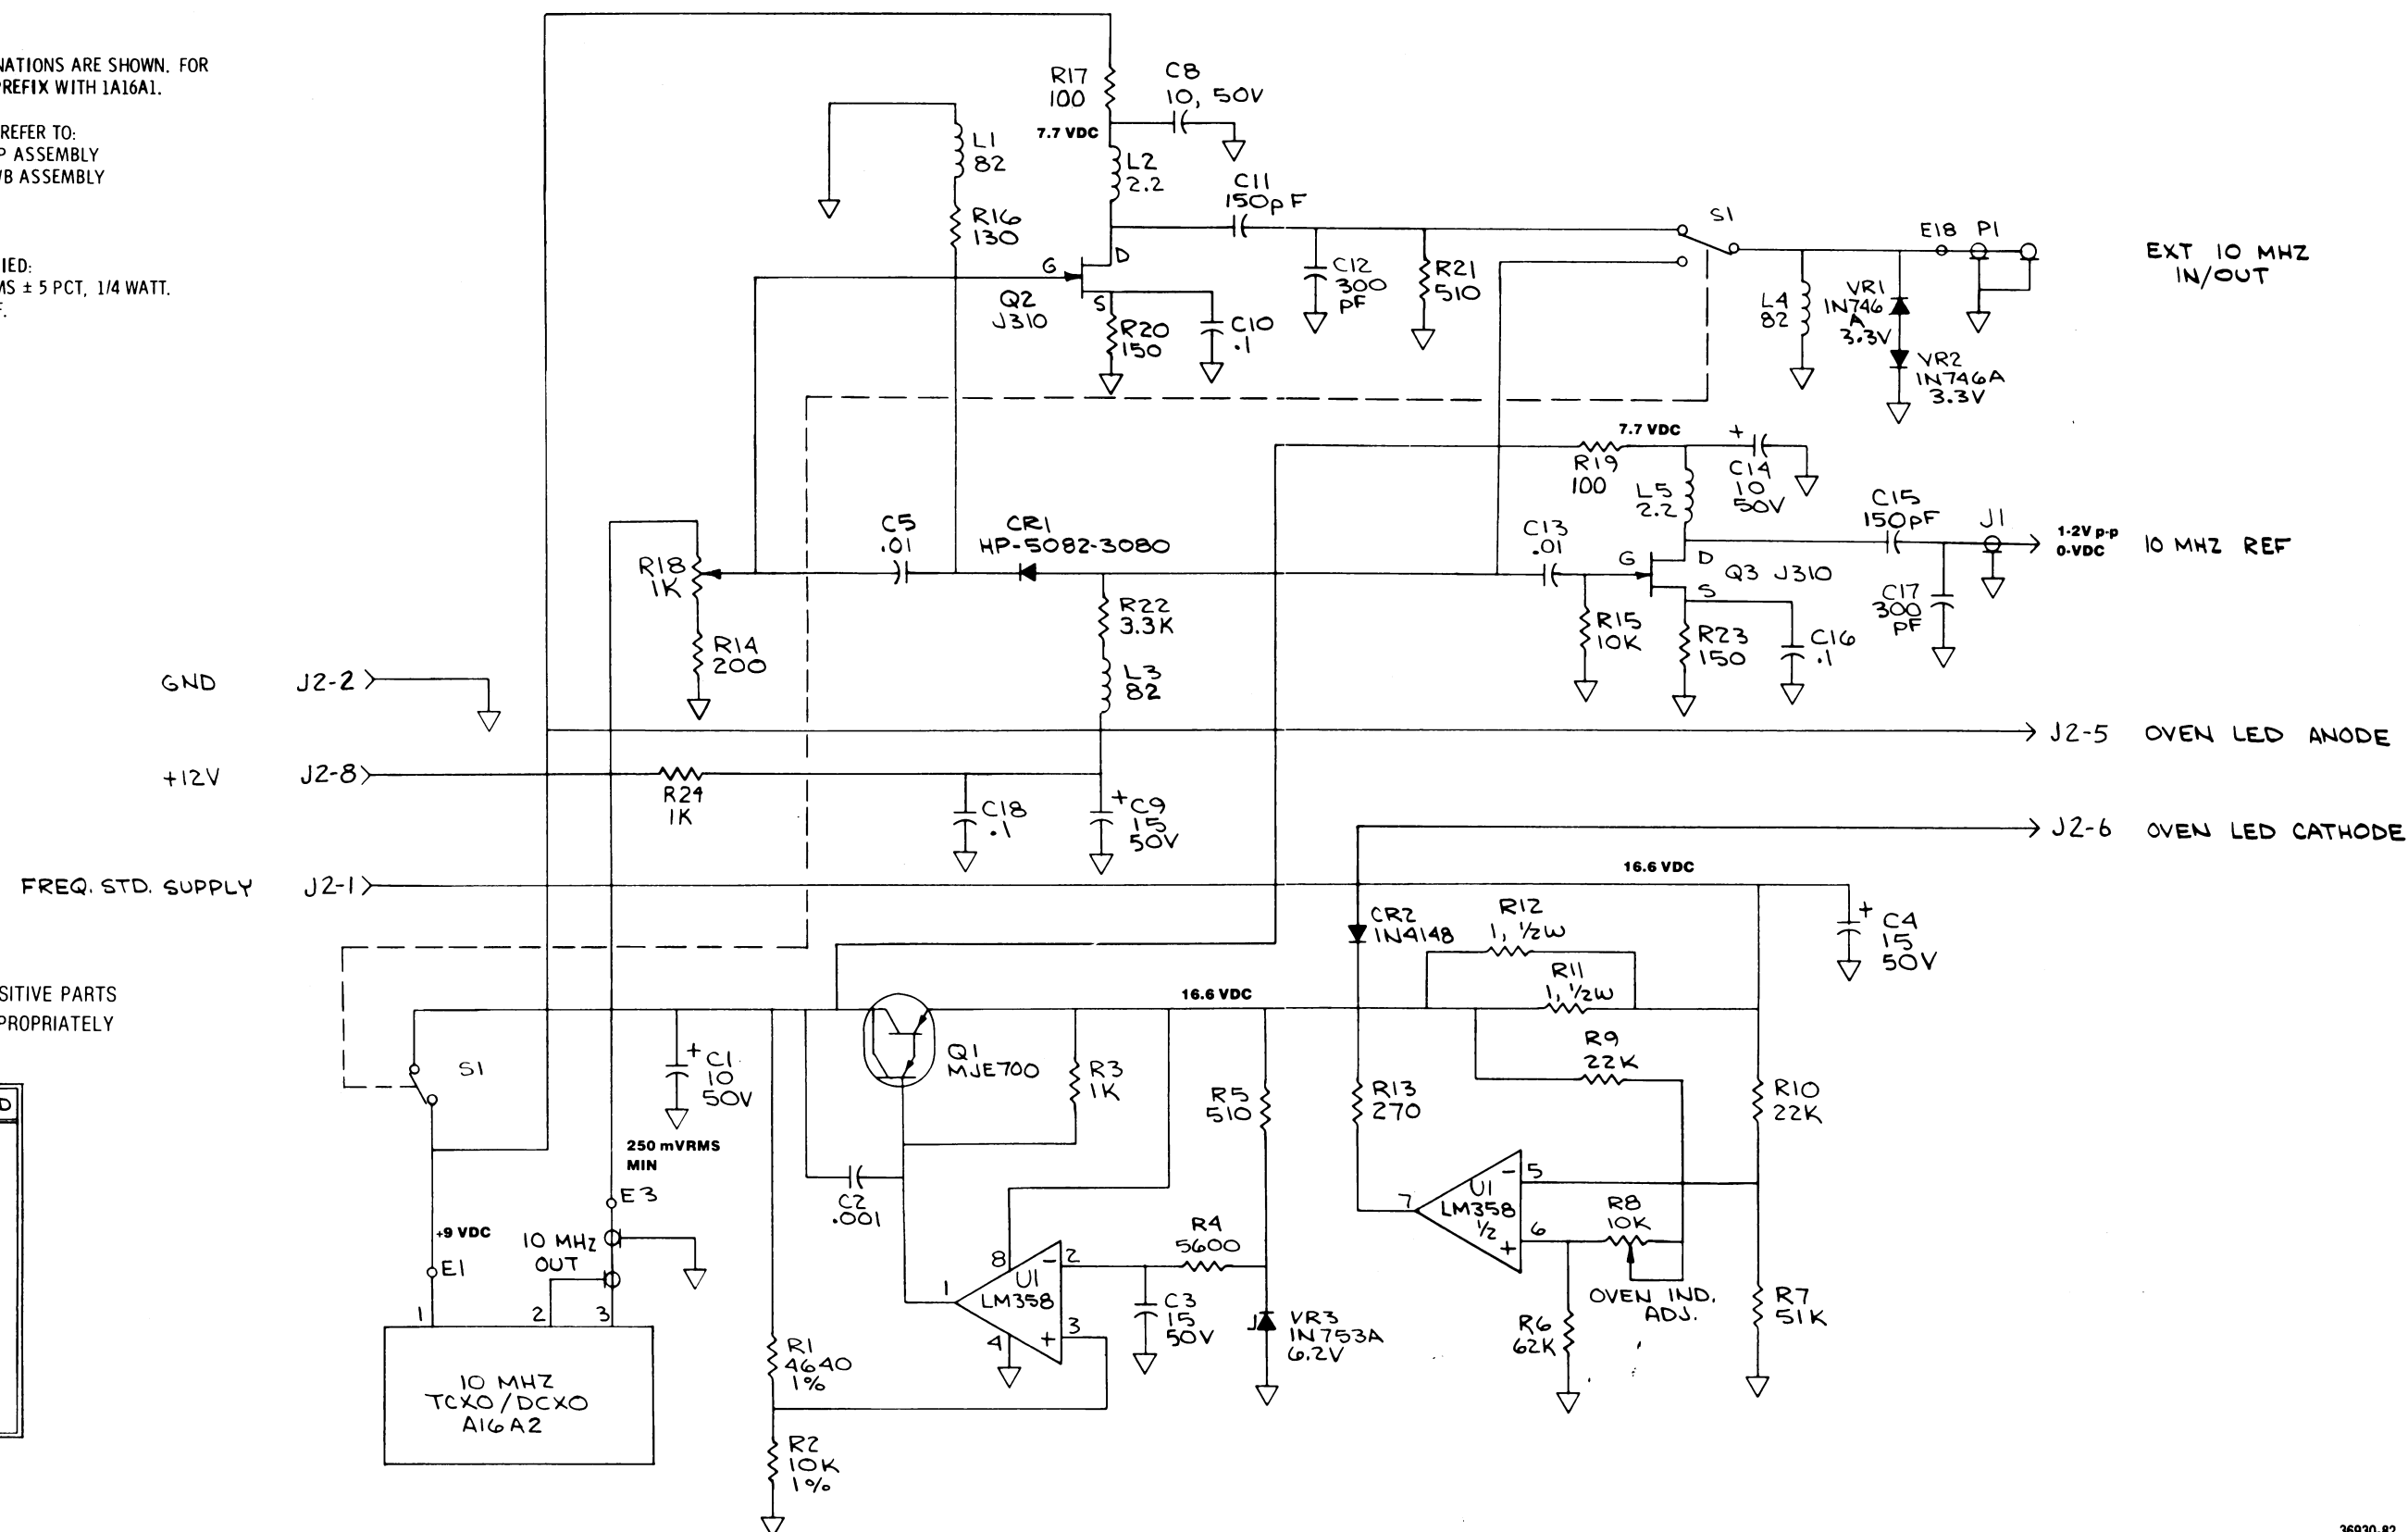 NATIONS ARE SHOWN. FOR
PREFIX WITH 1A16A1.
REFER TO:
P ASSEMBLY
VB ASSEMBLY
IED:
MS ± 5 PCT, 1/4 WATT.
F.
R17
100
7.7 VDC
C8
10, 50V
L1
82
L2
2.2
C11
150pF
R16
130
G
D
S
Q2
J310
R20
150
C10
.1
C12
300
pF
R21
510
S1
E18
P1
L4
82
VR1
1N746
A
3.3V
VR2
1N746A
3.3V
EXT 10 MHZ
IN/OUT
7.7 VDC
R19
100
+
C14
10
50V
L5
2.2
C15
150pF
J1
1-2V p-p
0-VDC
10 MHZ REF
R18
1K
C5
.01
CR1
HP-5082-3080
C13
.01
G
D
S
Q3 J310
C17
300
pF
R14
200
R22
3.3K
R15
10K
R23
150
C16
.1
L3
82
GND
J2-2
J2-5
OVEN LED ANODE
+12V
J2-8
R24
1K
C18
.1
+
C9
15
50V
J2-6
OVEN LED CATHODE
FREQ. STD. SUPPLY
J2-1
16.6 VDC
CR2
1N4148
R12
1, ½W
R11
1, ½W
+
C4
15
50V
SITIVE PARTS
PROPRIATELY
D
S1
+
C1
10
50V
Q1
MJE700
R3
1K
16.6 VDC
R5
510
R13
270
R9
22K
R10
22K
250 mVRMS
MIN
E3
C2
.001
+9 VDC
E1
10 MHZ
OUT
1
2
3
10 MHZ
TCXO/DCXO
A16A2
R1
4640
1%
R2
10K
1%
8
U1
LM358
1
2
-
3
+
4
R4
5600
C3
15
50V
VR3
1N753A
6.2V
7
U1
LM358
½
-
5
+
6
R8
10K
OVEN IND.
ADJ.
R6
62K
R7
51K
36930-82